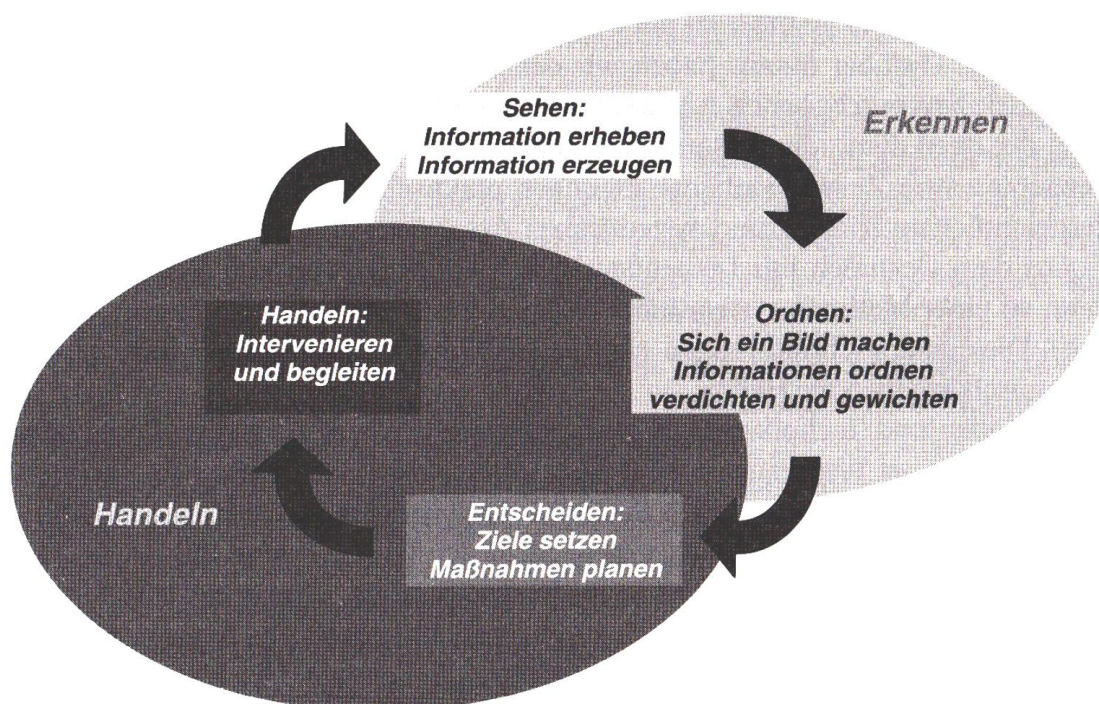 Sehen:
Information erheben
Information erzeugen
Erkennen
Handeln:
Intervenieren
und begleiten
Ordnen:
Sich ein Bild machen
Informationen ordnen
verdichten und gewichten
Handeln
Entscheiden:
Ziele setzen
Maßnahmen planen